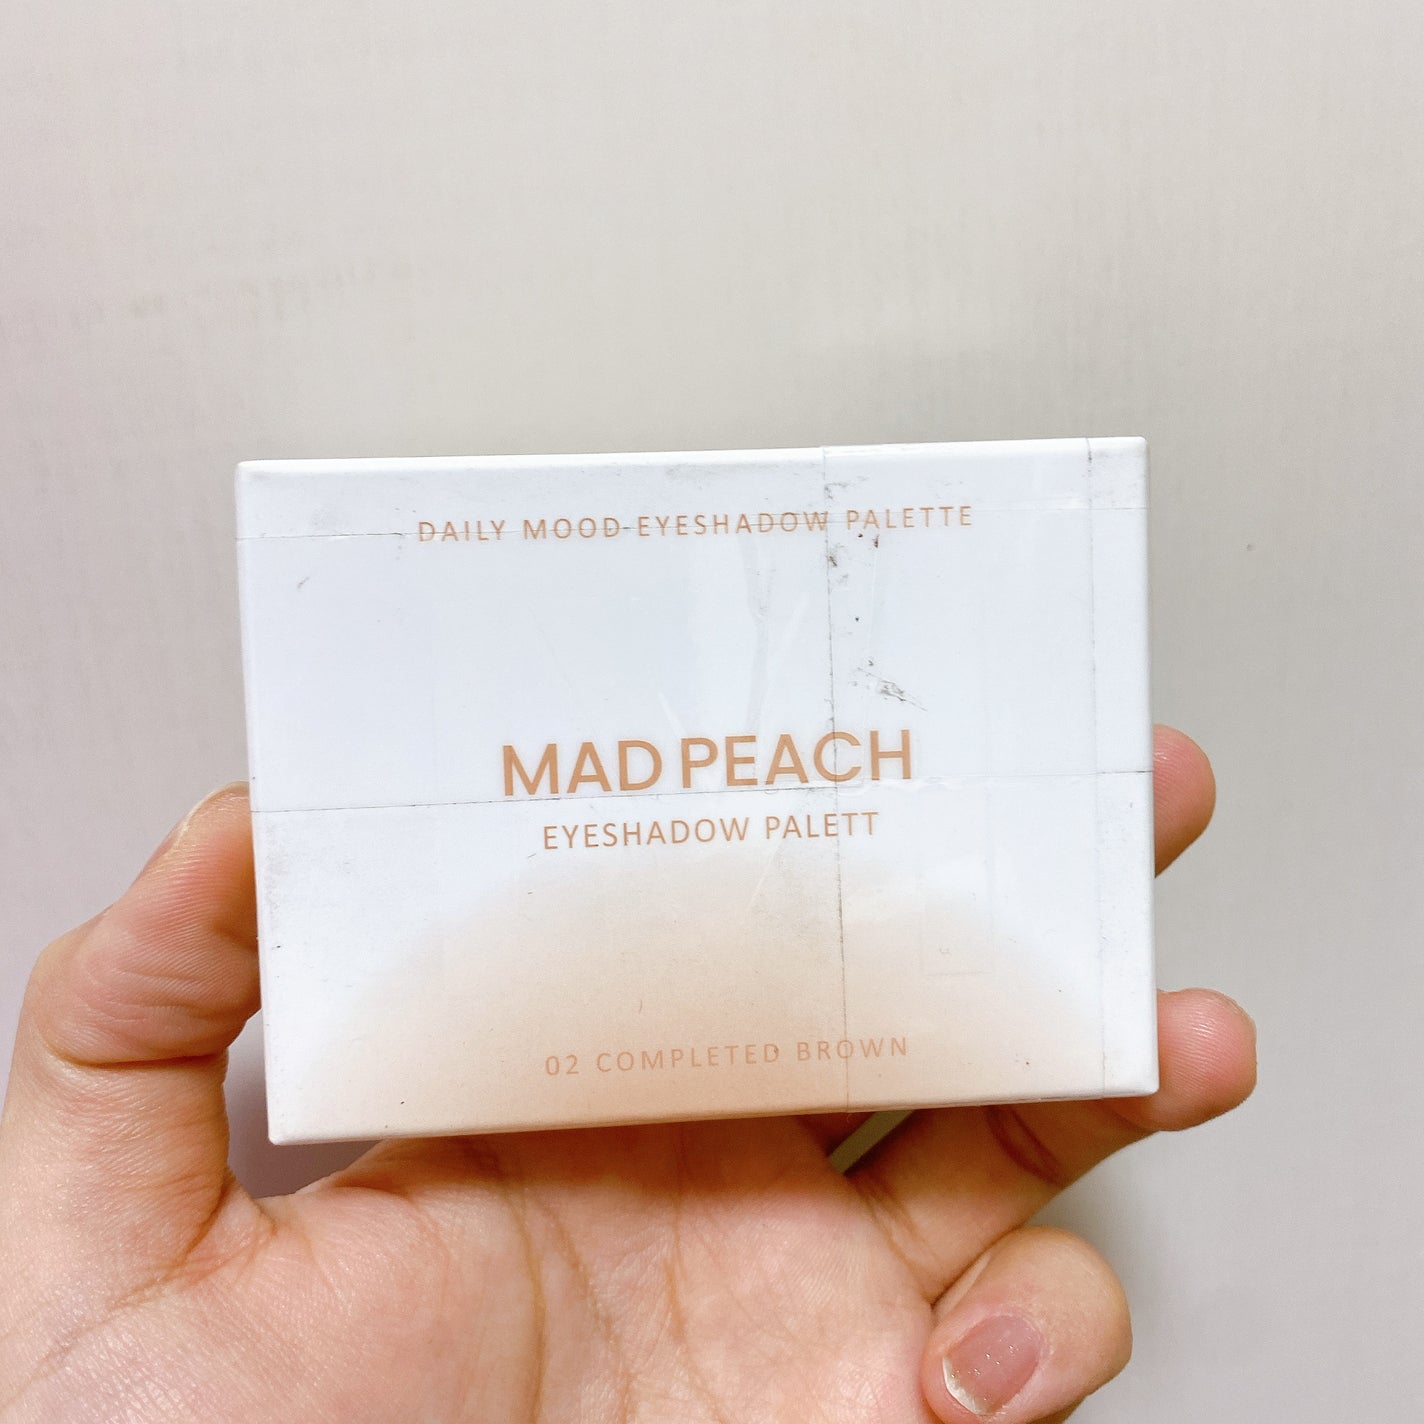 DAILY MOOD EYESHADOW PALETTE
MAD PEACH
EYESHADOW PALETT
02 COMPLETED BROWN